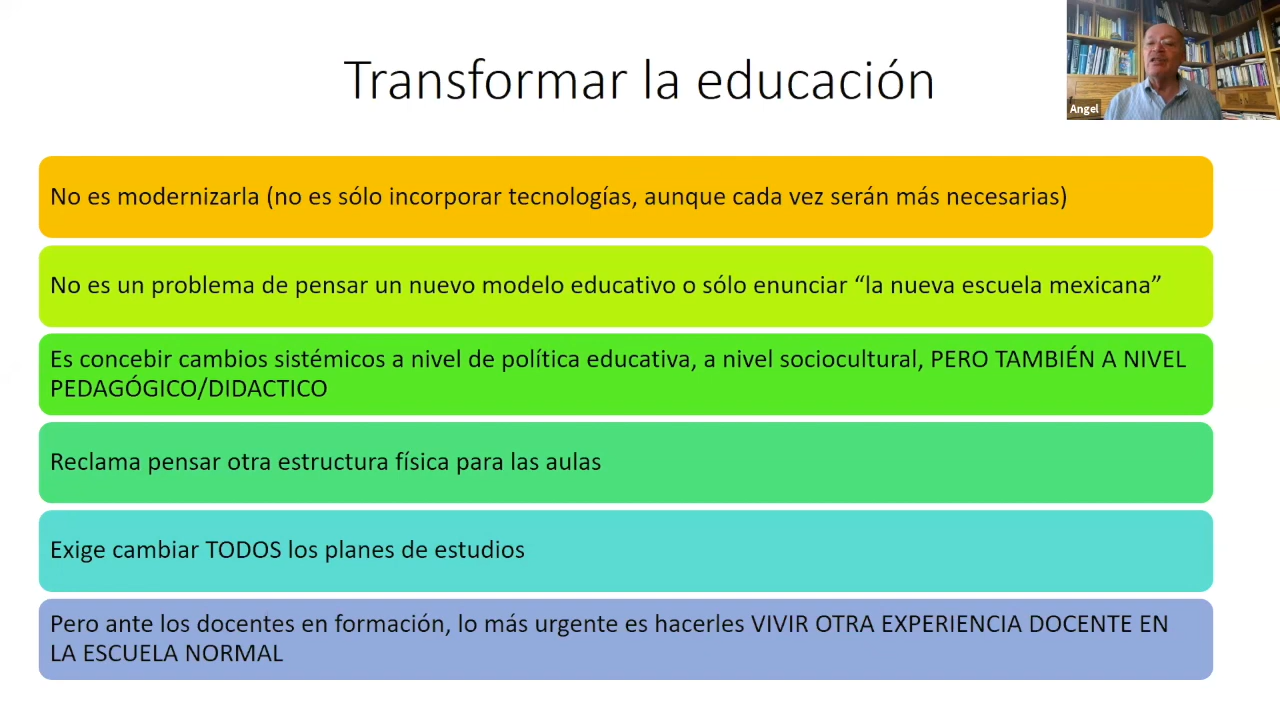 Transformar la educación
Angel
No es modernizarla (no es sólo incorporar tecnologías, aunque cada vez serán más necesarias)
No es un problema de pensar un nuevo modelo educativo o sólo enunciar “la nueva escuela mexicana”
Es concebir cambios sistémicos a nivel de política educativa, a nivel sociocultural, PERO TAMBIÉN A NIVEL
PEDAGÓGICO/DIDACTICO
Reclama pensar otra estructura física para las aulas
Exige cambiar TODOS los planes de estudios
Pero ante los docentes en formación, lo más urgente es hacerles VIVIR OTRA EXPERIENCIA DOCENTE EN
LA ESCUELA NORMAL